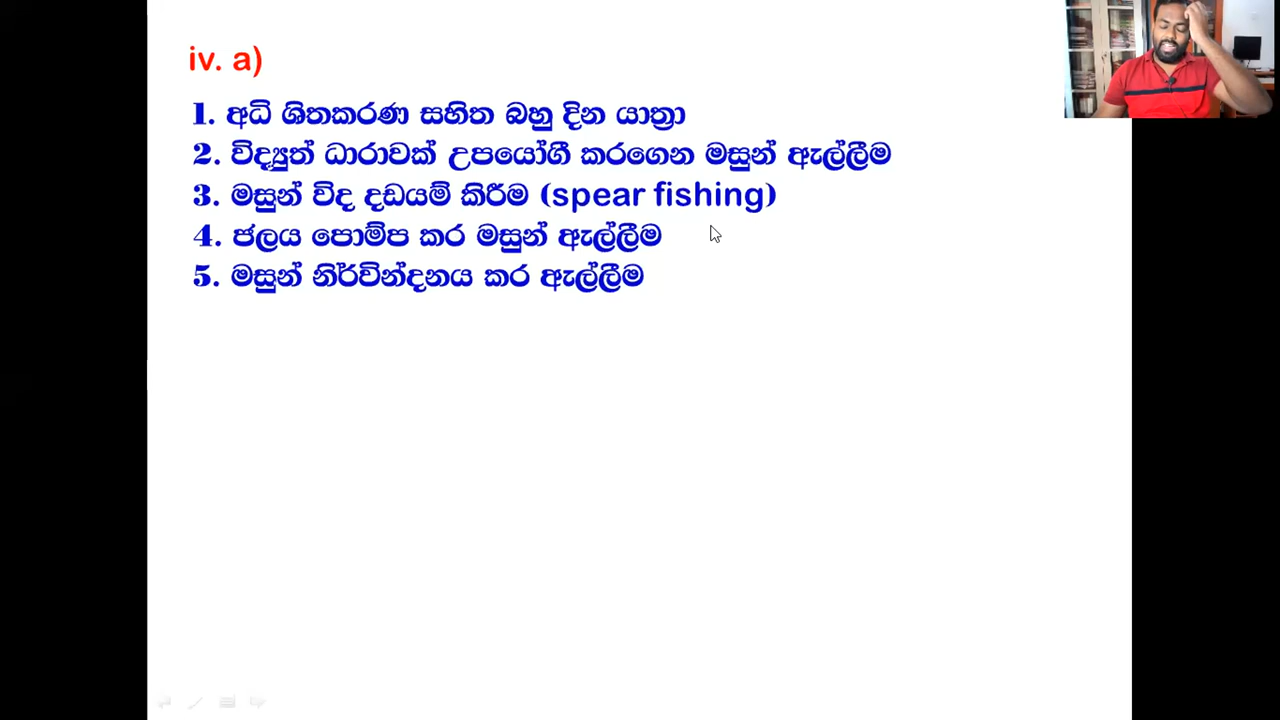 iv. a)
1. අධි ශිතකරණ සහිත බහු දින යාත්‍රා
2. විද්‍යුත් ධාරාවක් උපයෝගී කරගෙන මසුන් ඇල්ලීම
3. මසුන් විද දඩයම් කිරීම (spear fishing)
4. ජලය පොම්ප කර මසුන් ඇල්ලීම
5. මසුන් නිර්වින්දනය කර ඇල්ලීම